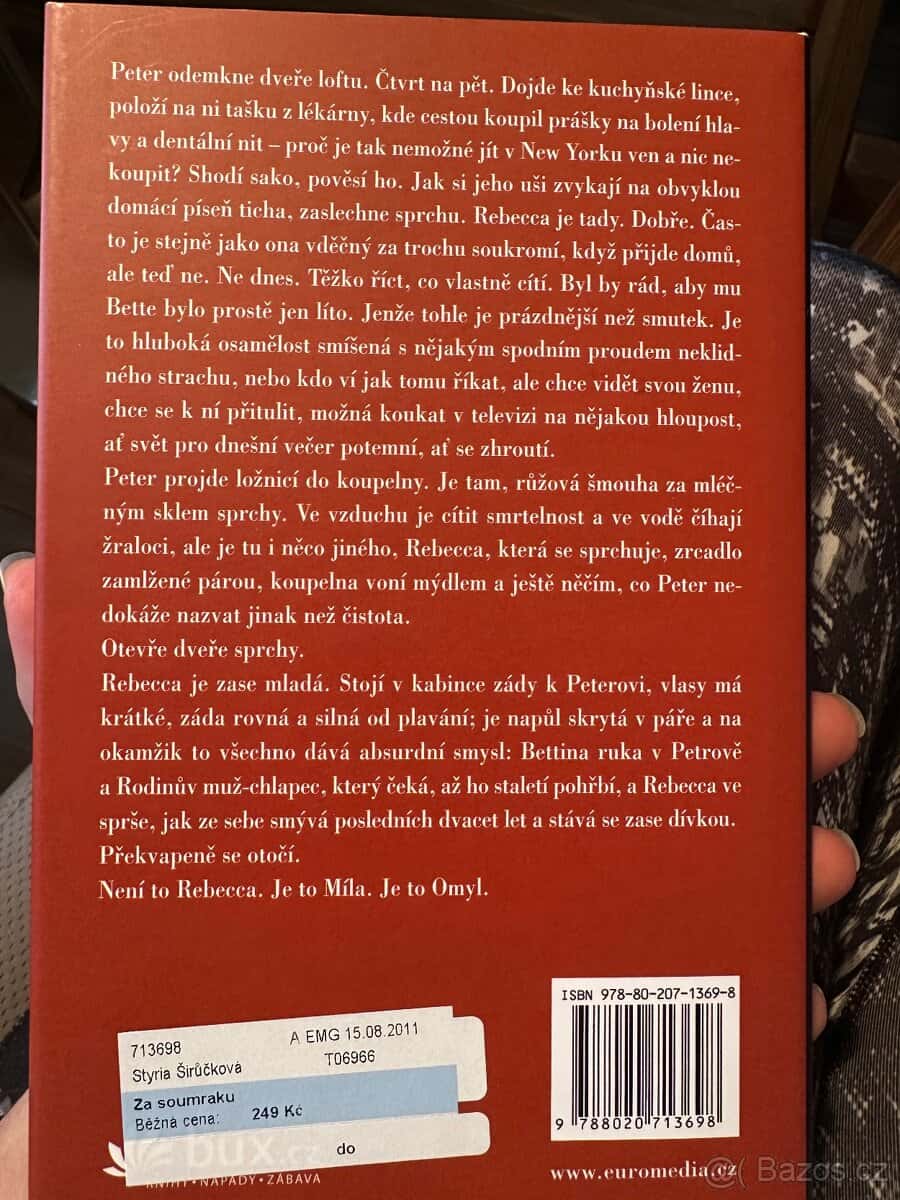 Peter odemkne dveře loftu. Čtvrt na pět. Dojde ke kuchyňské lince,
položí na ni tašku z lékárny, kde cestou koupil prášky na bolení hla-
vy a dentální nit – proč je tak nemožné jít v New Yorku ven a nic ne-
koupit? Shodí sako, pověsí ho. Jak si jeho uši zvykají na obvyklou
domácí píseň ticha, zaslechne sprchu. Rebecca je tady. Dobře. Čas-
to je stejně jako ona vděčný za trochu soukromí, když přijde domů,
ale teď ne. Ne dnes. Těžko říct, co vlastně cítí. Byl by rád, aby mu
Bette bylo prostě jen líto. Jenže tohle je prázdnější než smutek. Je
to hluboká osamělost smíšená s nějakým spodním proudem neklid-
ného strachu, nebo kdo ví jak tomu říkat, ale chce vidět svou ženu,
chce se k ní přitulit, možná koukat v televizi na nějakou hloupost,
ať svět pro dnešní večer potemní, ať se zhroutí.
Peter projde ložnicí do koupelny. Je tam, růžová šmouha za mléč-
ným sklem sprchy. Ve vzduchu je cítit smrtelnost a ve vodě číhají
žraloci, ale je tu i něco jiného, Rebecca, která se sprchuje, zrcadlo
zamlžené párou, koupelna voní mýdlem a ještě něčím, co Peter ne-
dokáže nazvat jinak než čistota.
Otevře dveře sprchy.
Rebecca je zase mladá. Stojí v kabince zády k Peterovi, vlasy má
krátké, záda rovná a silná od plavání; je napůl skrytá v páře a na
okamžik to všechno dává absurdní smysl: Bettina ruka v Petrově
a Rodinův muž-chlapec, který čeká, až ho staletí pohřbí, a Rebecca ve
sprše, jak ze sebe smývá posledních dvacet let a stává se zase dívkou.
Překvapeně se otočí.
Není to Rebecca. Je to Míla. Je to Omyl.
713698 A EMG 15.08.2011
Styria Širůčková T06966
Za soumraku
Běžná cena: 249 Kč
do
bux.cz
KNIHY • NÁPADY • ZÁBAVA
ISBN 978-80-207-1369-8
9 788020 713698
www.euromedia.cz
@( Bazos.cz